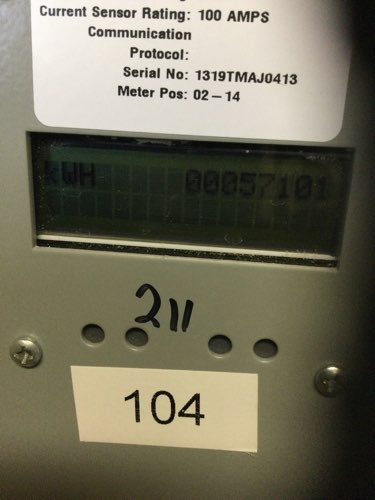 Current Sensor Rating: 100 AMPS
Communication
Protocol:
Serial No: 1319TMAJ0413
Meter Pos: 02-14
kWH 00057101
211
104